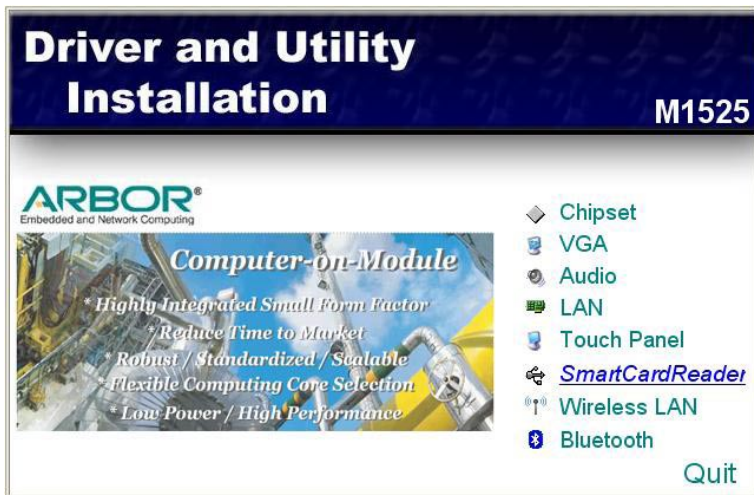 Driver and Utility
Installation
M1525
ARBOR®
Embedded and Network Computing
Computer-on-Module
* Highly Integrated Small Form Factor
* Reduce Time to Market
* Robust / Standardized / Scalable
* Flexible Computing Core Selection
* Low Power / High Performance
Chipset
VGA
Audio
LAN
Touch Panel
SmartCardReader
Wireless LAN
Bluetooth
Quit